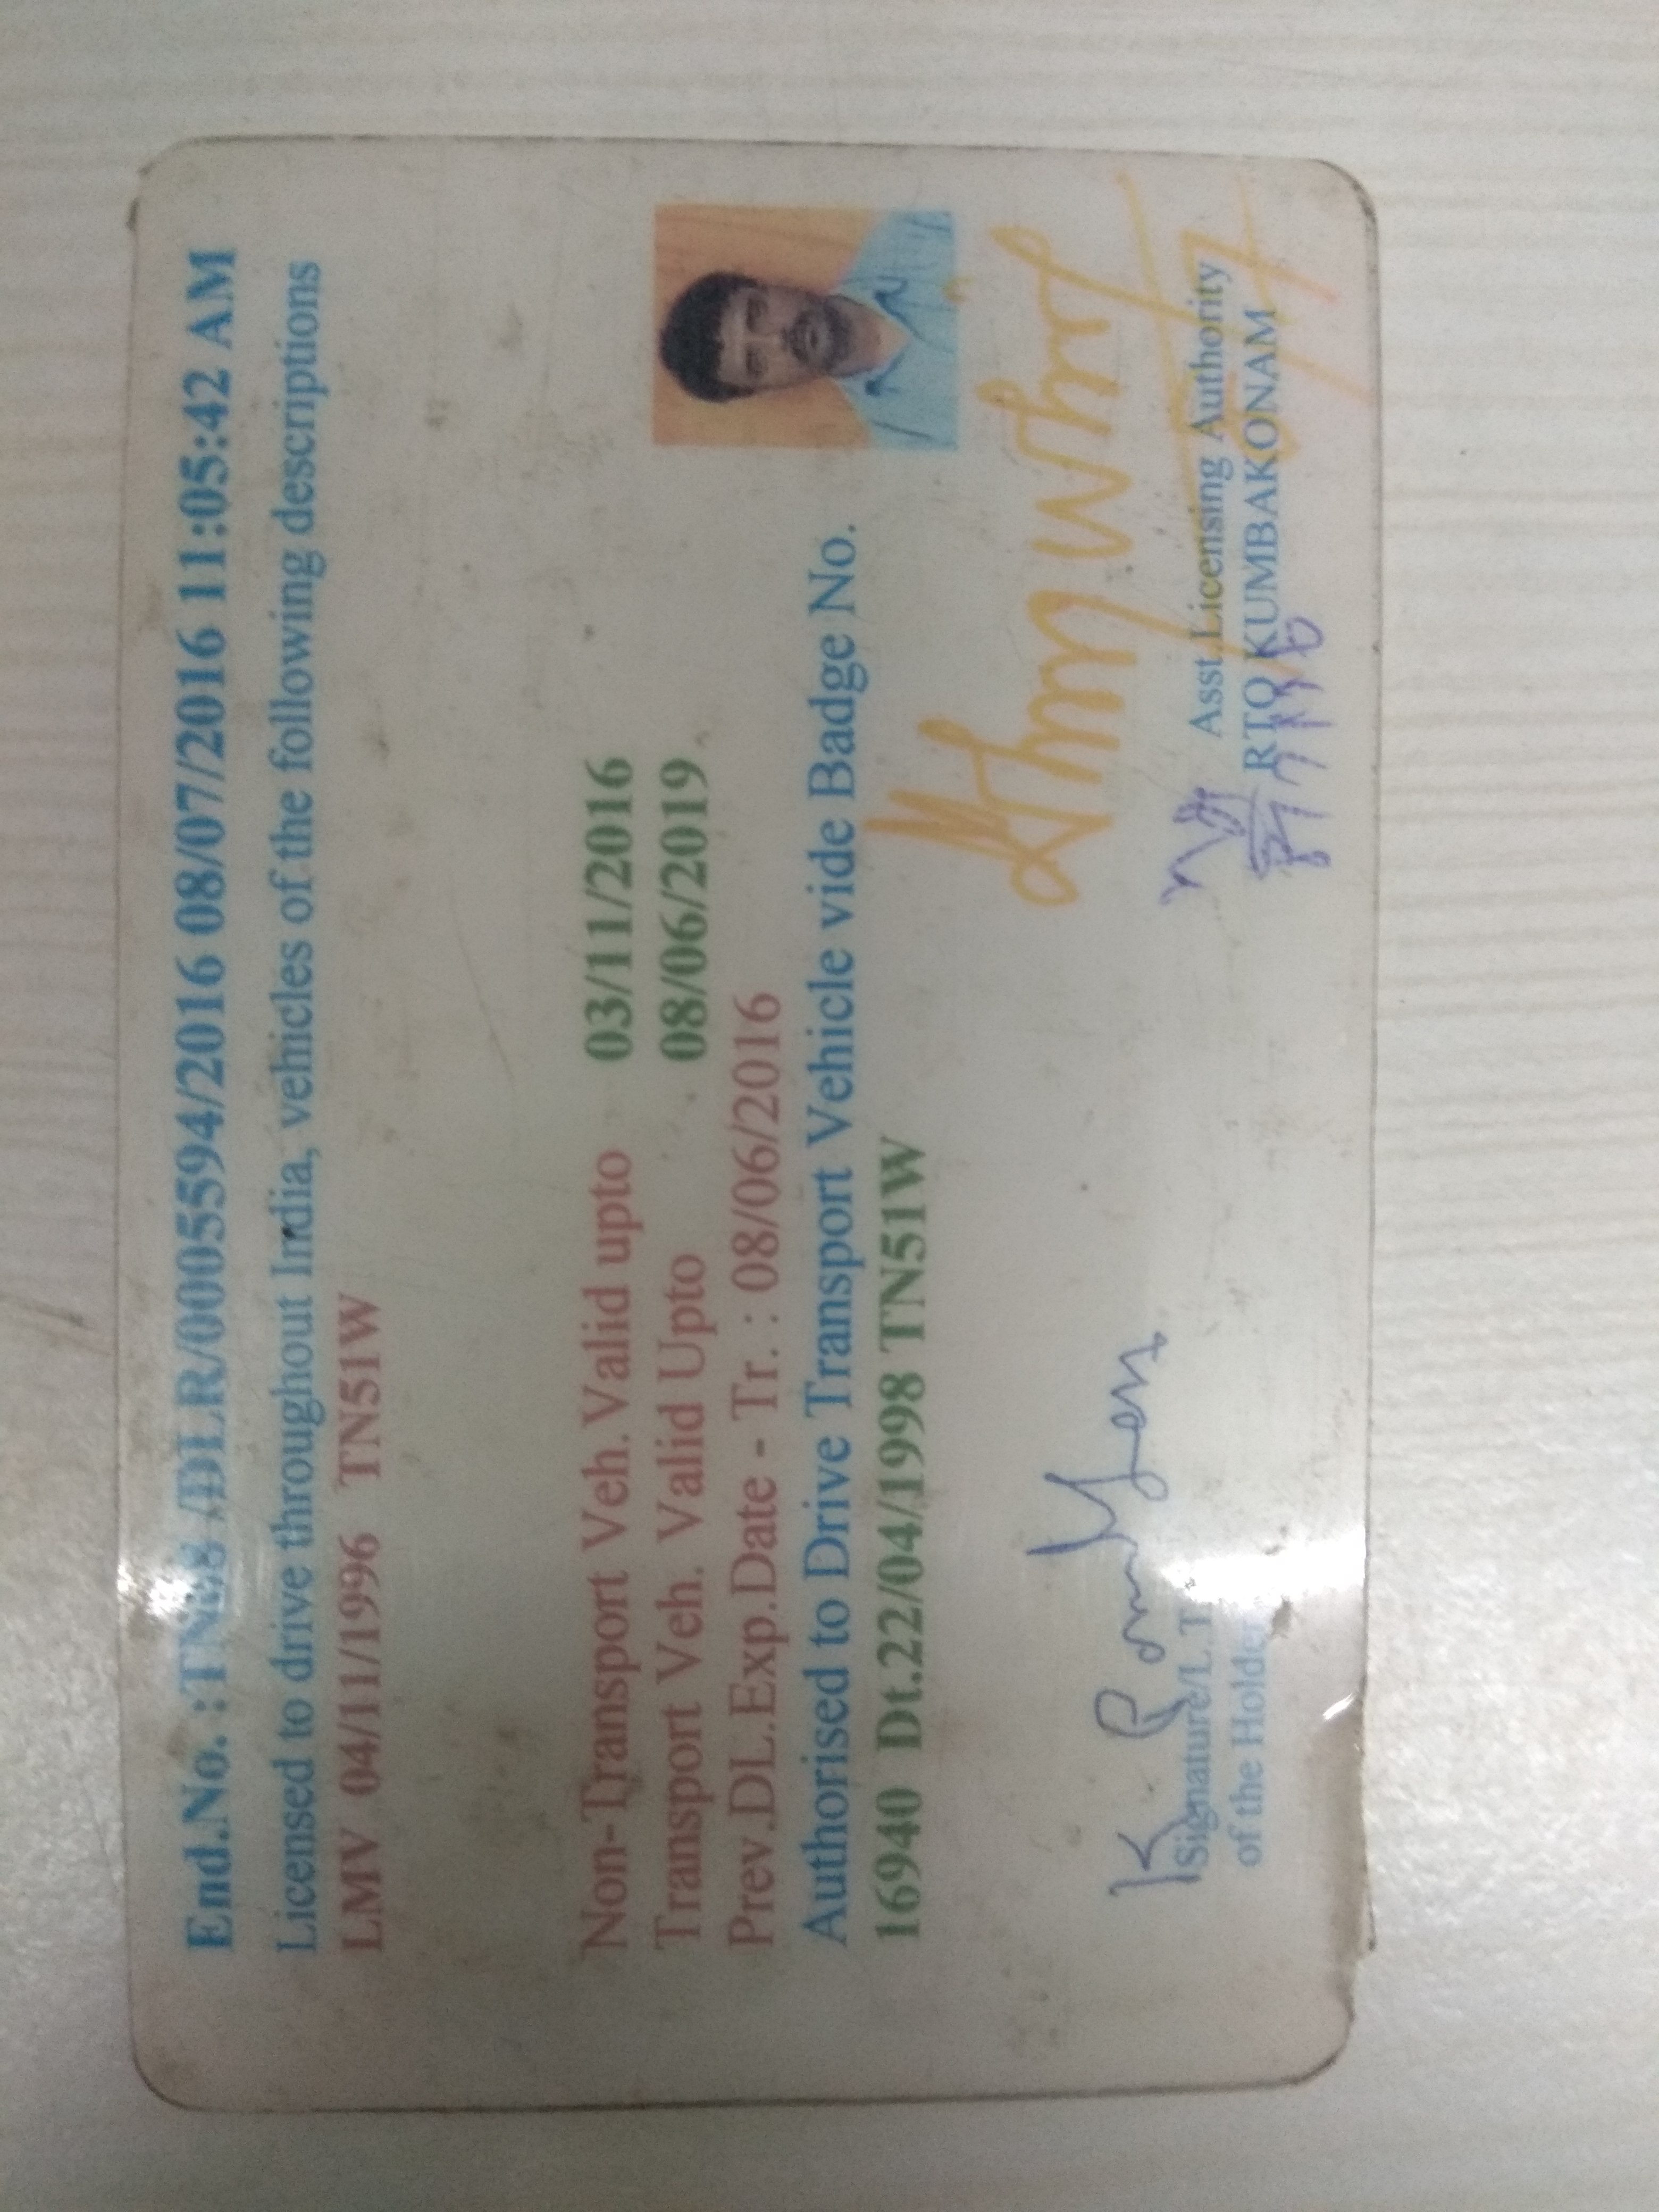 End.No. :TN68 /DLR/0005594/2016 08/07/2016 11:05:42 AM
Licensed to drive throughout India, vehicles of the following descriptions
LMV 04/11/1996 TN51W
Non-Transport Veh.Valid upto 03/11/2016
Transport Veh. Valid Upto 08/06/2019
Prev.DL.Exp.Date - Tr. : 08/06/2016
Authorised to Drive Transport Vehicle vide Badge No.
16940 Dt.22/04/1998 TN51W
Signature/L.T
of the Holder
Asst.Licensing Authority
RTO KUMBAKONAM